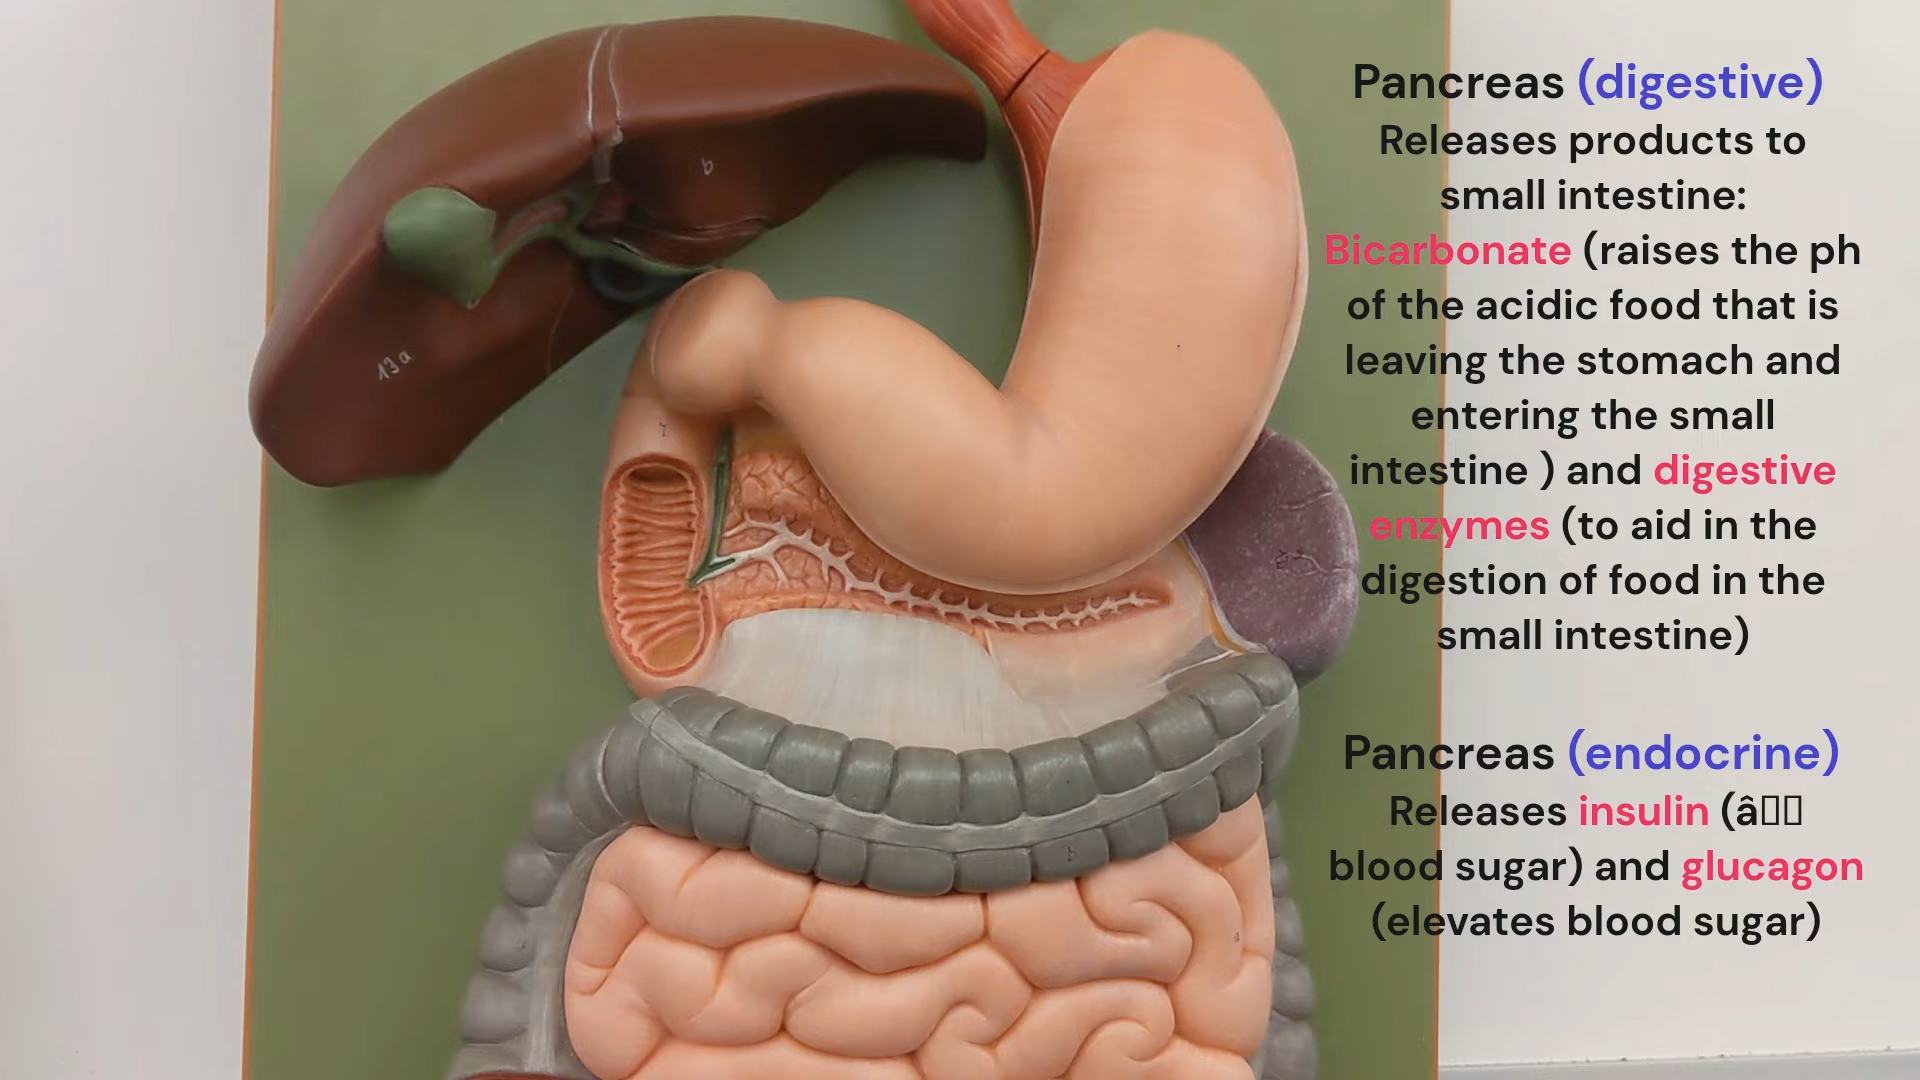 Pancreas (digestive)
Releases products to
small intestine:
Bicarbonate (raises the ph
of the acidic food that is
leaving the stomach and
entering the small
intestine ) and digestive
enzymes (to aid in the
digestion of food in the
small intestine)
Pancreas (endocrine)
Releases insulin (â
blood sugar) and glucagon
(elevates blood sugar)
b
13a